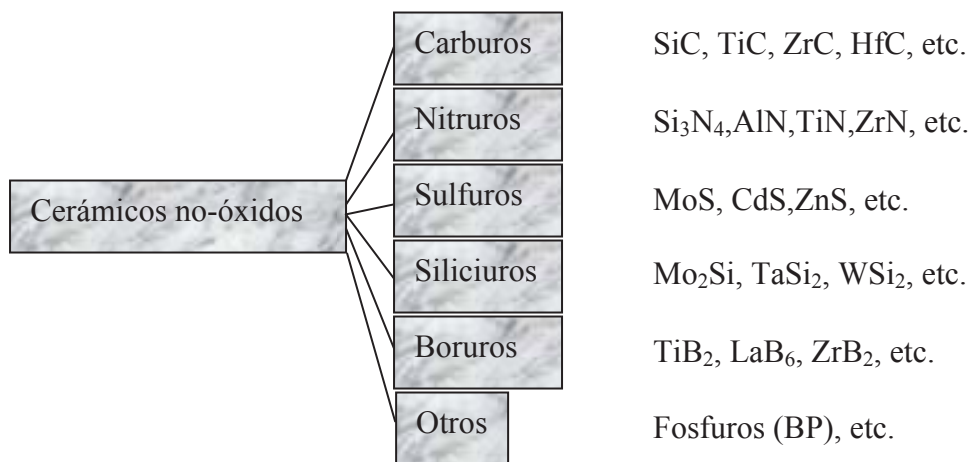 Carburos SiC, TiC, ZrC, HfC, etc.
Nitruros Si₃N₄,AlN,TiN,ZrN, etc.
Sulfuros MoS, CdS,ZnS, etc.
Cerámicos no-óxidos
Siliciuros Mo₂Si, TaSi₂, WSi₂, etc.
Boruros TiB₂, LaB₆, ZrB₂, etc.
Otros Fosfuros (BP), etc.